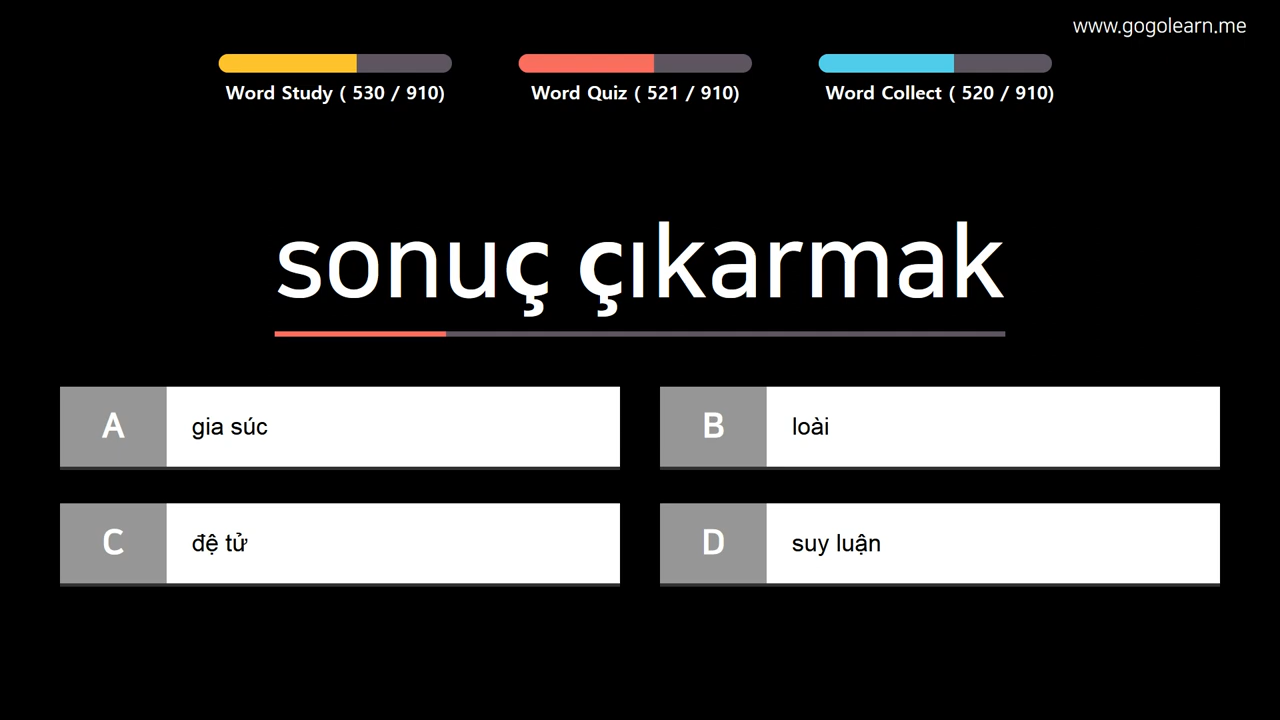 www.gogolearn.me
Word Study ( 530 / 910)
Word Quiz ( 521 / 910)
Word Collect ( 520 / 910)
sonuç çıkarmak
A gia súc
B loài
C đệ tử
D suy luận